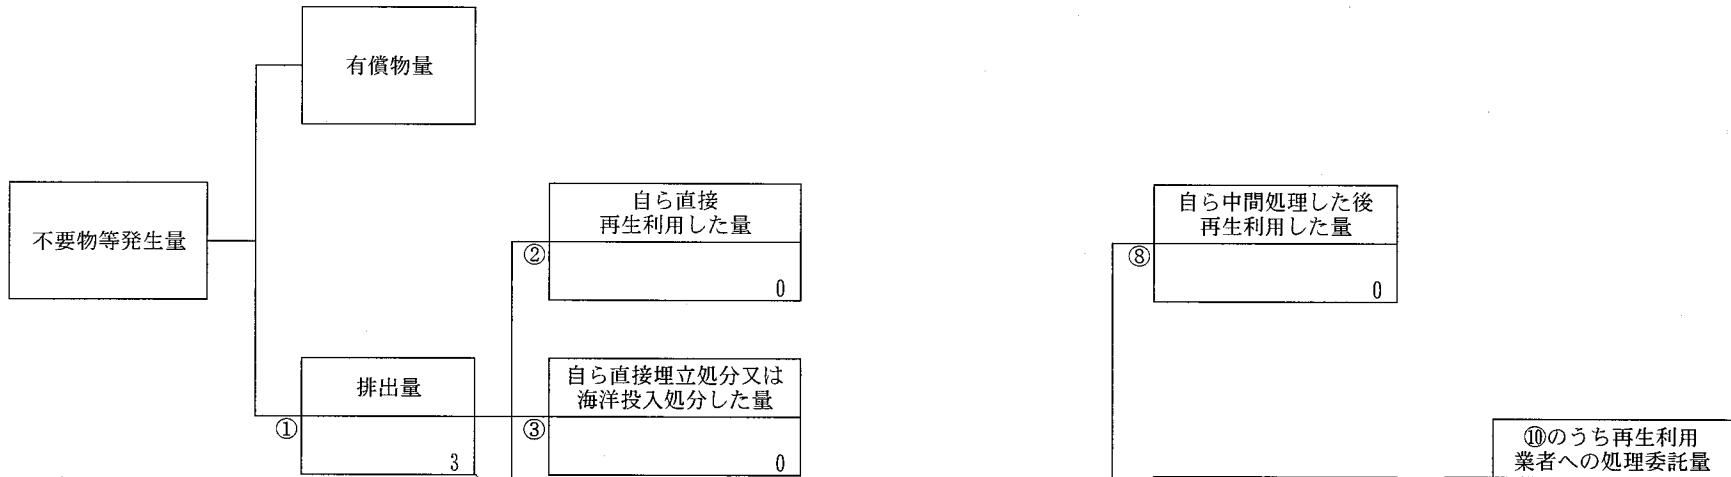 有償物量
不要物等発生量
自ら直接
再生利用した量
②
0
自ら中間処理した後
再生利用した量
⑧
0
排出量
①
3
自ら直接埋立処分又は
海洋投入処分した量
③
0
⑩のうち再生利用
業者への処理委託量